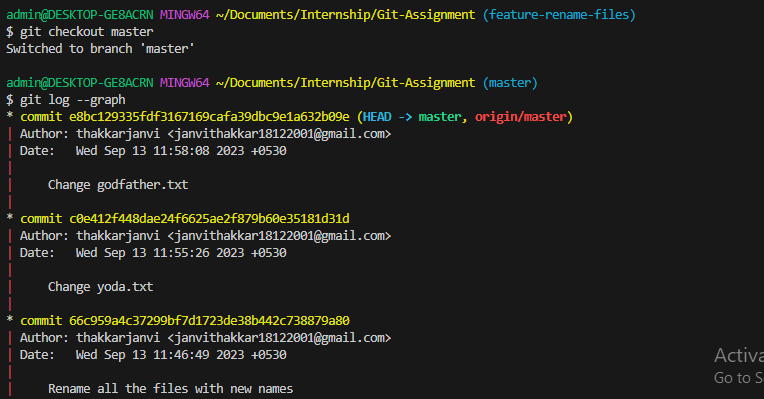 admin@DESKTOP-GE8ACRN MINGW64 ~/Documents/Internship/Git-Assignment (feature-rename-files)
$ git checkout master
Switched to branch 'master'
admin@DESKTOP-GE8ACRN MINGW64 ~/Documents/Internship/Git-Assignment (master)
$ git log --graph
* commit e8bc129335fdf3167169cafa39dbc9e1a632b09e (HEAD -> master, origin/master)
| Author: thakkarjanvi <janvithakkar18122001@gmail.com>
| Date:   Wed Sep 13 11:58:08 2023 +0530
|
|     Change godfather.txt
|
* commit c0e412f448dae24f6625ae2f879b60e35181d31d
| Author: thakkarjanvi <janvithakkar18122001@gmail.com>
| Date:   Wed Sep 13 11:55:26 2023 +0530
|
|     Change yoda.txt
|
* commit 66c959a4c37299bf7d1723de38b442c738879a80
| Author: thakkarjanvi <janvithakkar18122001@gmail.com>
| Date:   Wed Sep 13 11:46:49 2023 +0530
|
|     Rename all the files with new names
Activa
Go to S